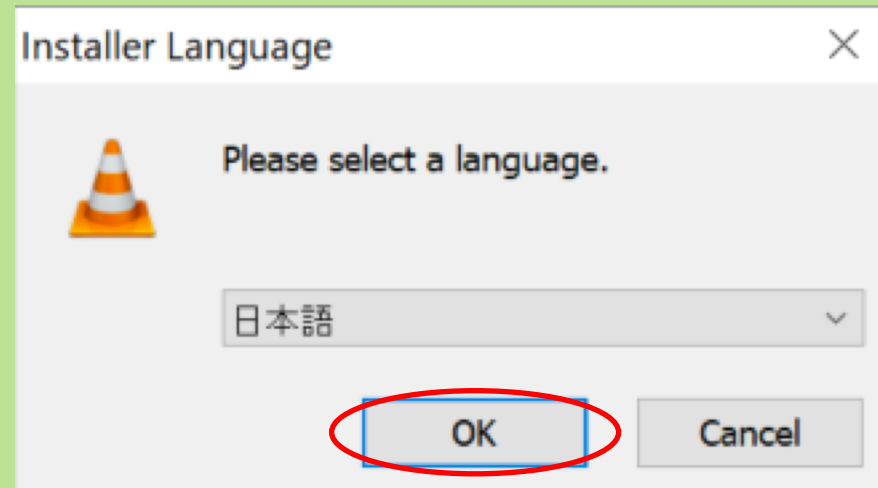 Installer Language
Please select a language.
日本語
OK
Cancel